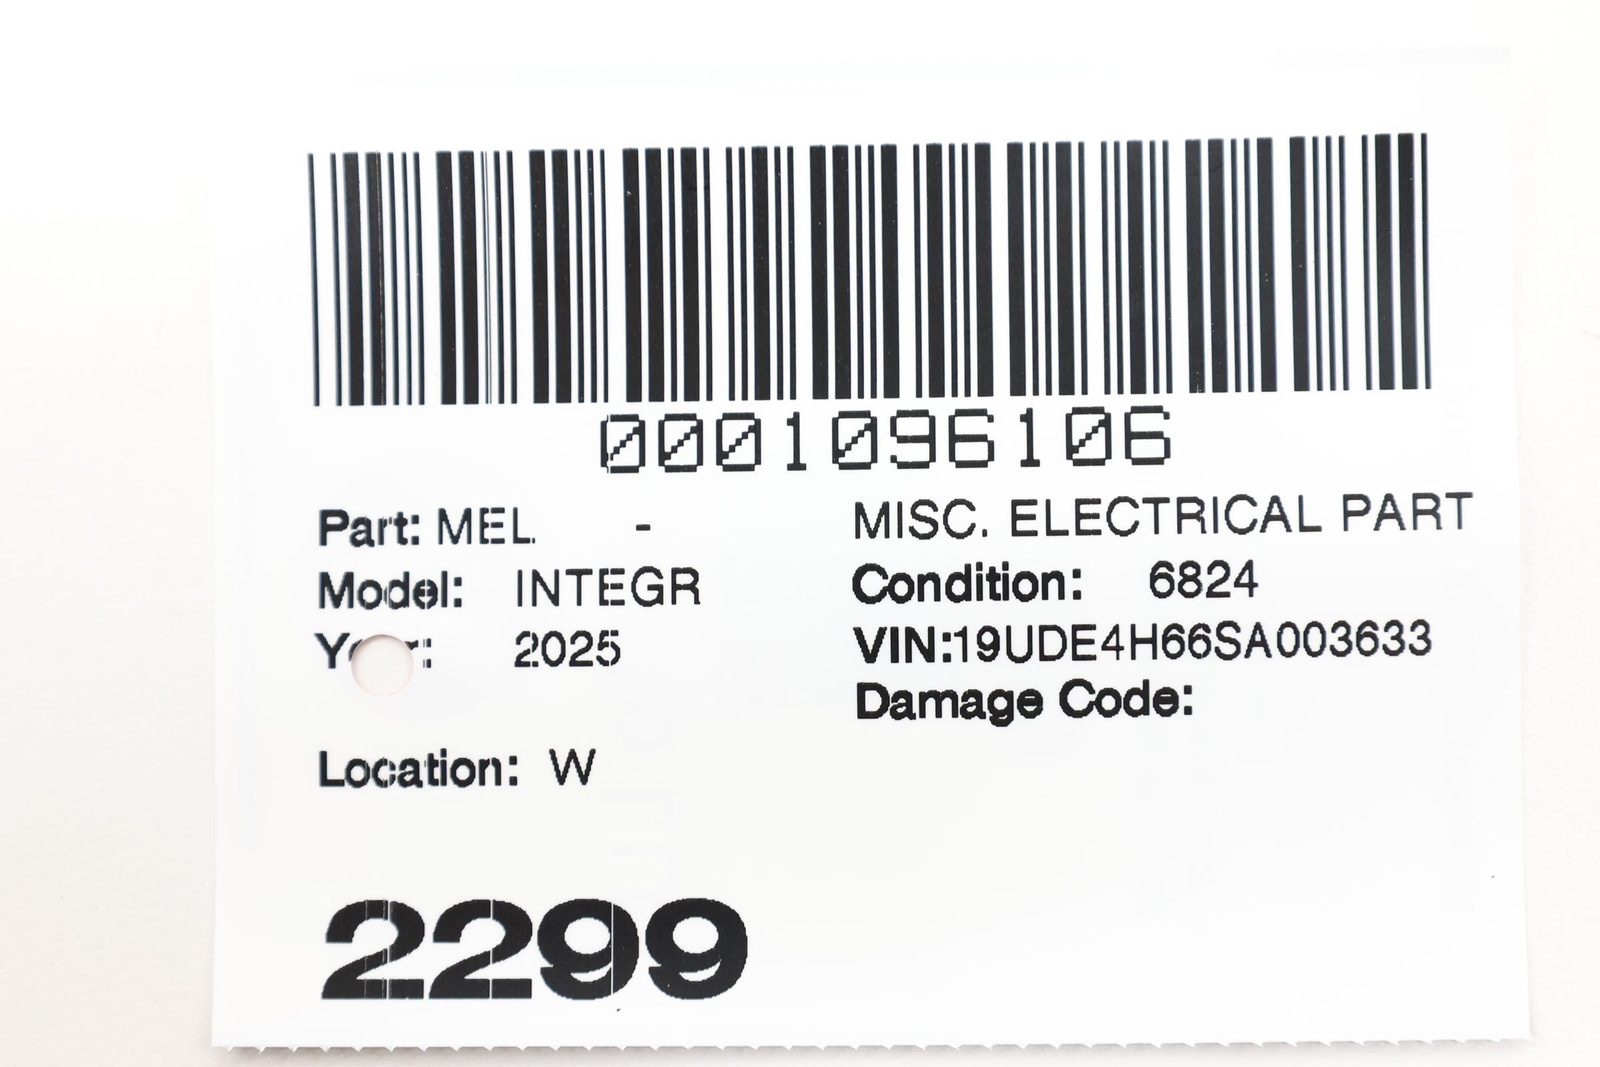 0001096106
Part: MEL. - MISC. ELECTRICAL PART
Model: INTEGR Condition: 6824
2025 VIN:19UDE4H66SA003633
Damage Code:
Location: W
2299